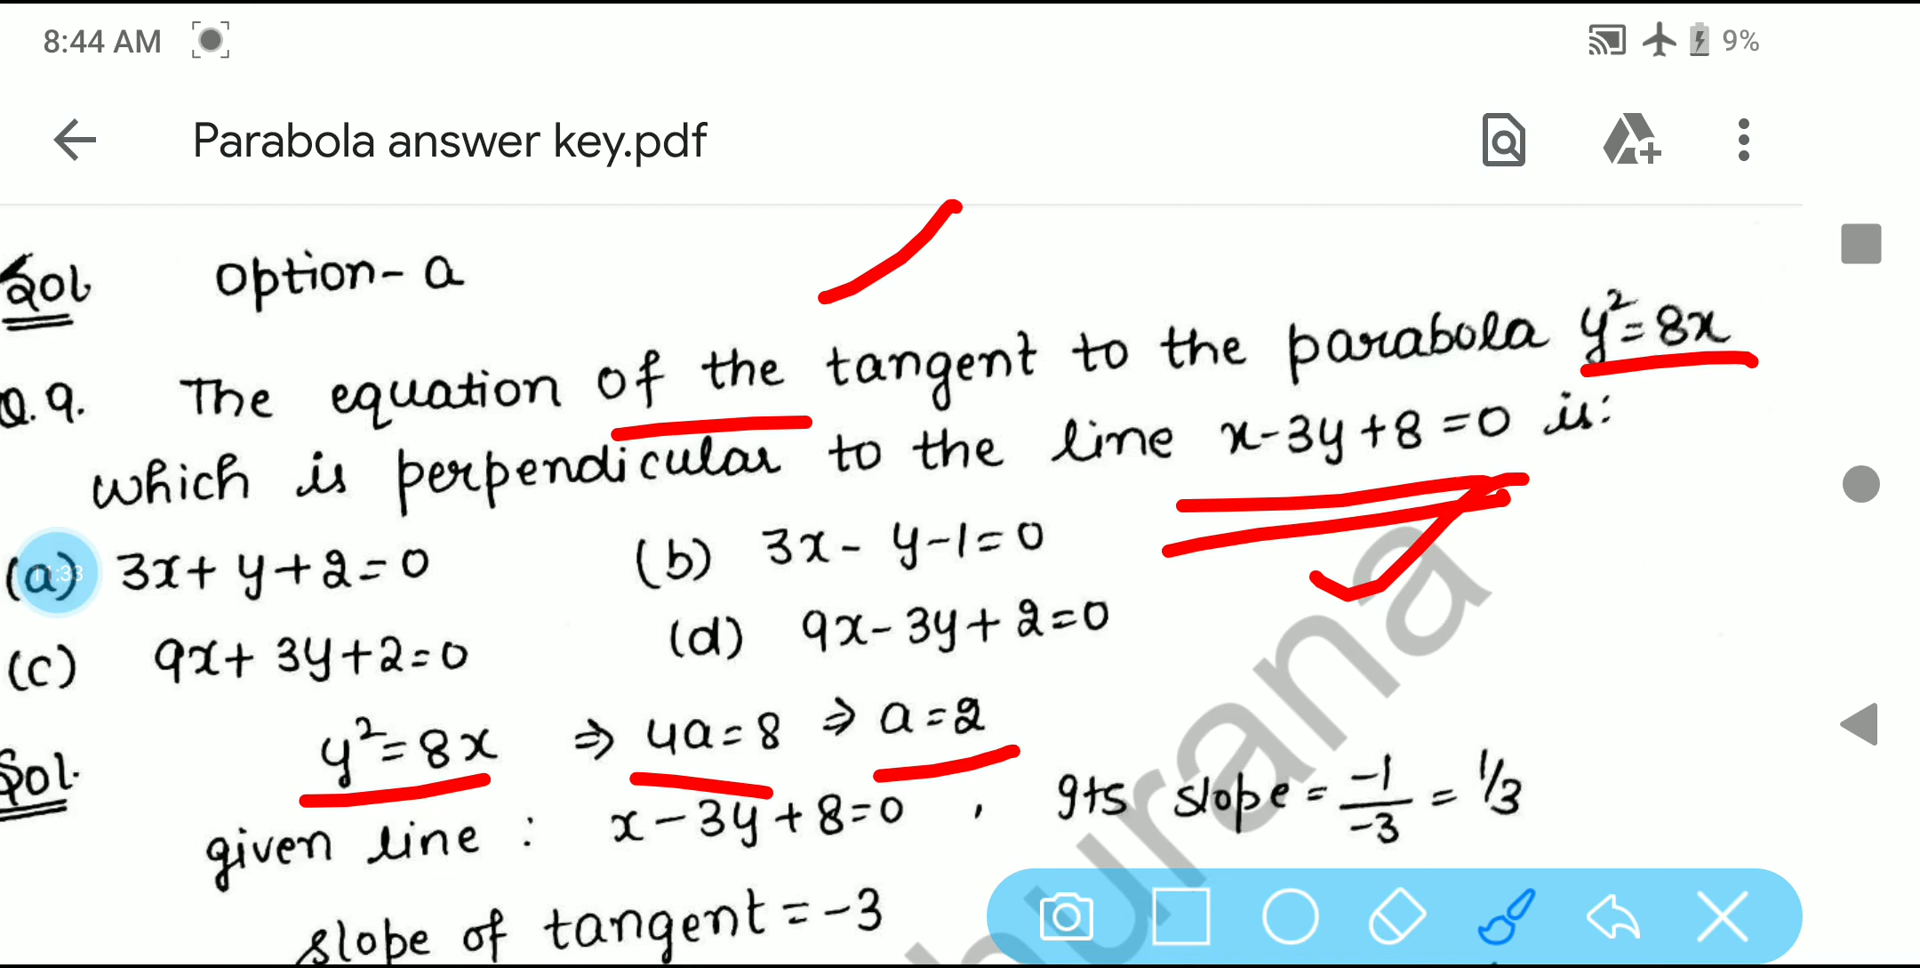 8:44 AM 9%
Parabola answer key.pdf
Sol option- a
Q.9. The equation of the tangent to the parabola y²=8x
which is perpendicular to the line x-3y+8=0 is:
(a) 3x+y+2=0 (b) 3x-y-1=0
11:33
(c) 9x+3y+2=0 (d) 9x-3y+2=0
Sol. y²=8x ⇒ 4a=8 ⇒ a=2
given line : x-3y+8=0 , Its slope = -1/-3 = 1/3
slope of tangent = -3